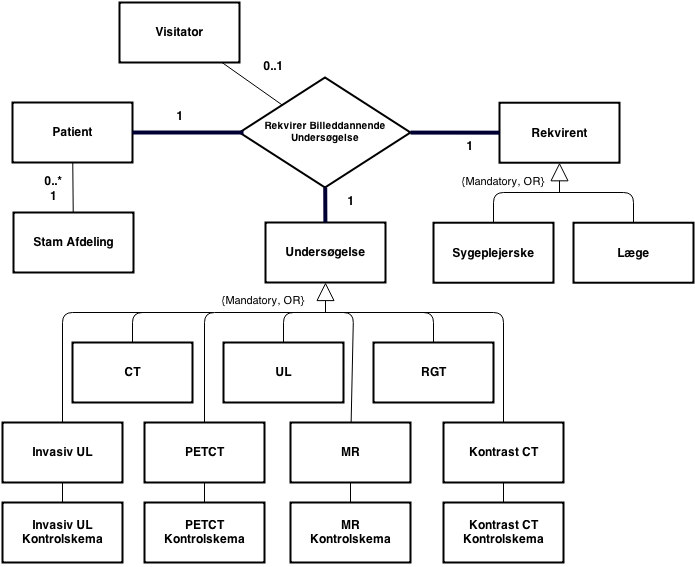 Visitator
0..1
Patient
1
Rekvirer Billeddannende
Undersøgelse
1
Rekvirent
0..*
1
1
{Mandatory, OR}
Stam Afdeling
Undersøgelse
Sygeplejerske
Læge
{Mandatory, OR}
CT
UL
RGT
Invasiv UL
PETCT
MR
Kontrast CT
Invasiv UL
Kontrolskema
PETCT
Kontrolskema
MR
Kontrolskema
Kontrast CT
Kontrolskema